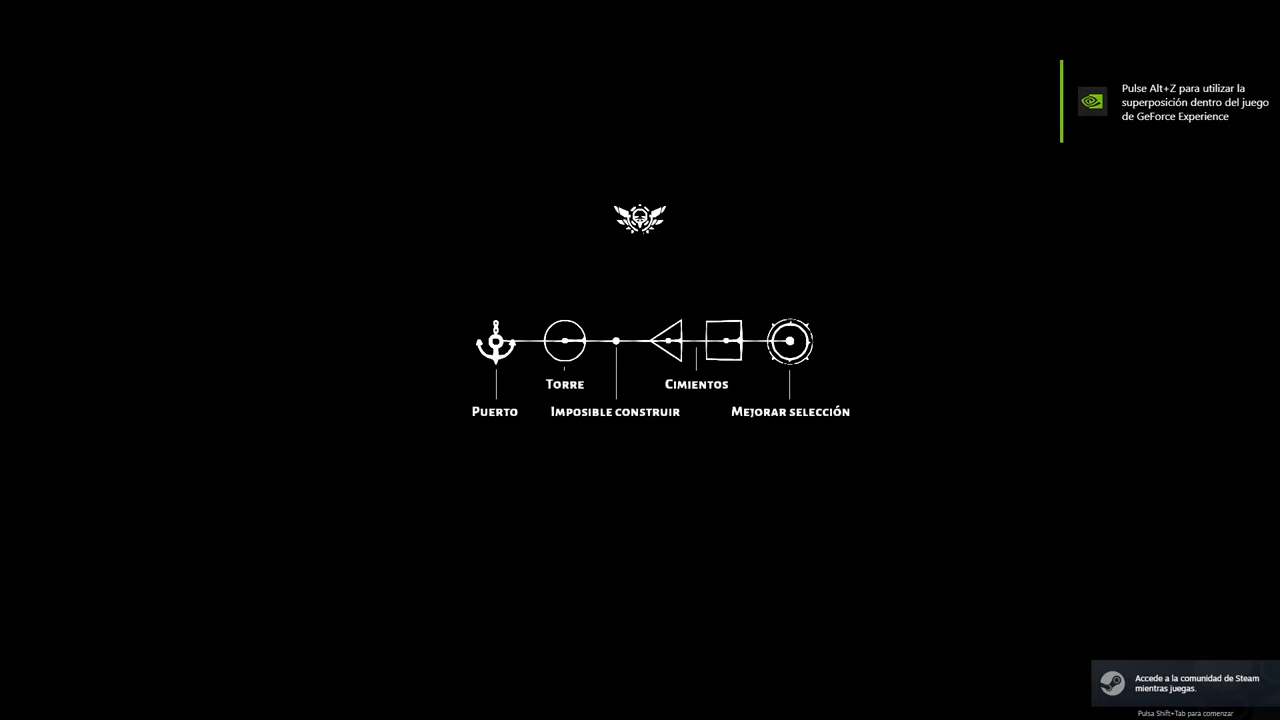 Pulse Alt+Z para utilizar la
superposición dentro del juego
de GeForce Experience
TORRE
CIMIENTOS
PUERTO
IMPOSIBLE CONSTRUIR
MEJORAR SELECCIÓN
Accede a la comunidad de Steam
mientras juegas.
Pulsa Shift+Tab para comenzar